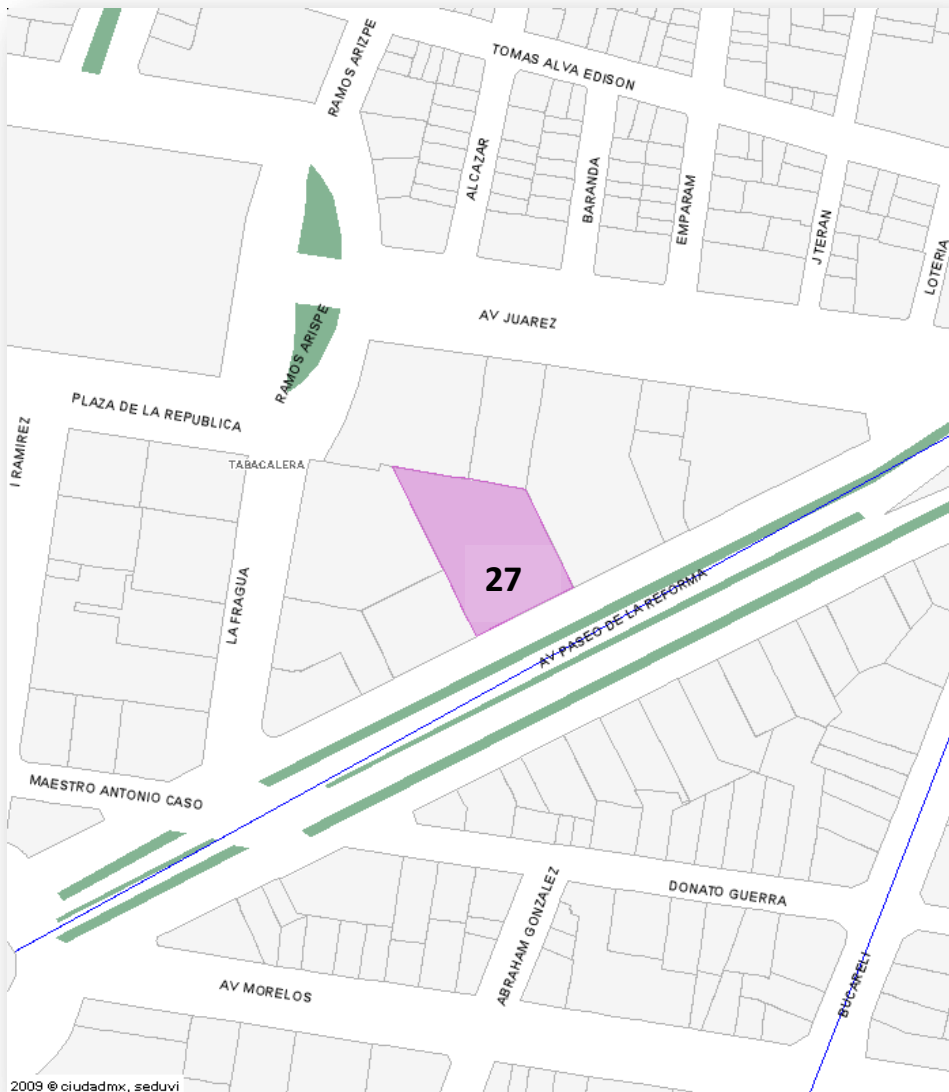 RAMOS ARIZPE
TOMAS ALVA EDISON
ALCAZAR
BARANDA
EMPARAM
J TERAN
LOTERIA
AV JUAREZ
RAMOS ARISPE
PLAZA DE LA REPUBLICA
I RAMIREZ
TABACALERA
27
LA FRAGUA
AV PASEO DE LA REFORMA
MAESTRO ANTONIO CASO
DONATO GUERRA
ABRAHAM GONZALEZ
AV MORELOS
BUCARELI
2009 © ciudadmx, seduvi